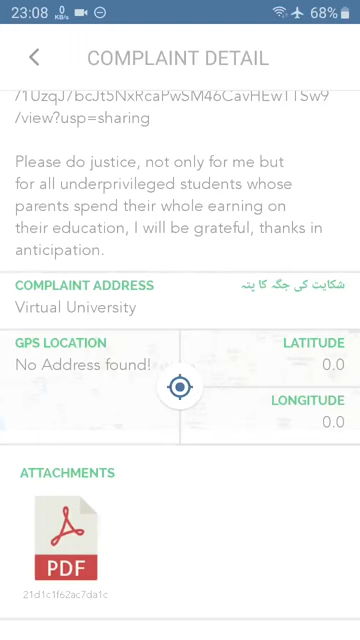 23:08 0 KB/s 68%
COMPLAINT DETAIL
/view?usp=sharing
Please do justice, not only for me but
for all underprivileged students whose
parents spend their whole earning on
their education, I will be grateful, thanks in
anticipation.
COMPLAINT ADDRESS شکایت کی جگہ کا پتہ
Virtual University
GPS LOCATION LATITUDE
No Address found! 0.0
LONGITUDE
0.0
ATTACHMENTS
PDF
21d1c1f62ac7da1c